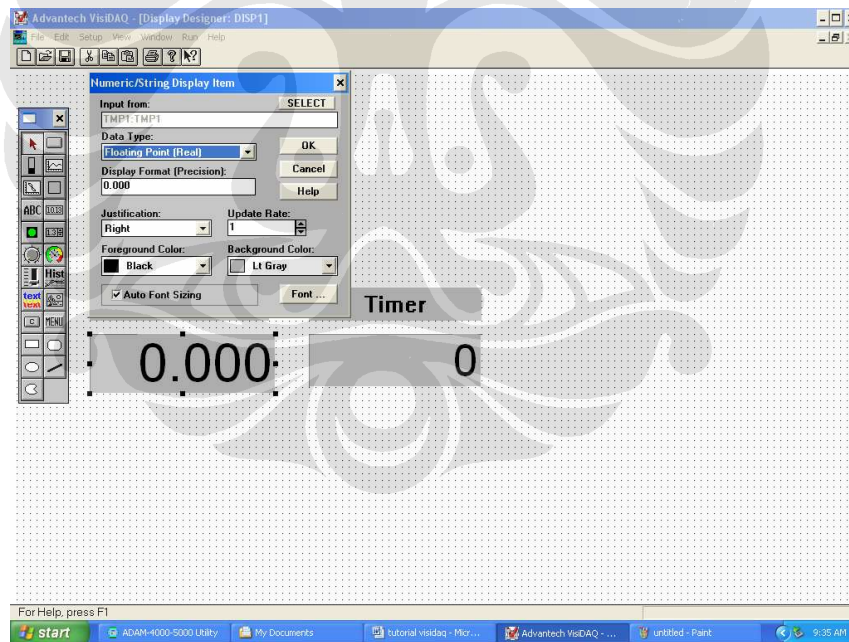 Advantech VisiDAQ - [Display Designer: DISP1]
File Edit Setup View Window Run Help
Numeric/String Display Item
Input from:
SELECT
TMP1:TMP1
Data Type:
Floating Point (Real)
OK
Display Format (Precision):
Cancel
0.000
Help
Justification:
Update Rate:
Right
1
Foreground Color:
Background Color:
Black
Lt Gray
Auto Font Sizing
Font ...
ABC
Hist
text
text
C
MENU
Timer
0.000
0
For Help, press F1
start
ADAM-4000-5000 Utility
My Documents
tutorial visidaq - Micr...
Advantech VisiDAQ - ...
untitled - Paint
9:35 AM